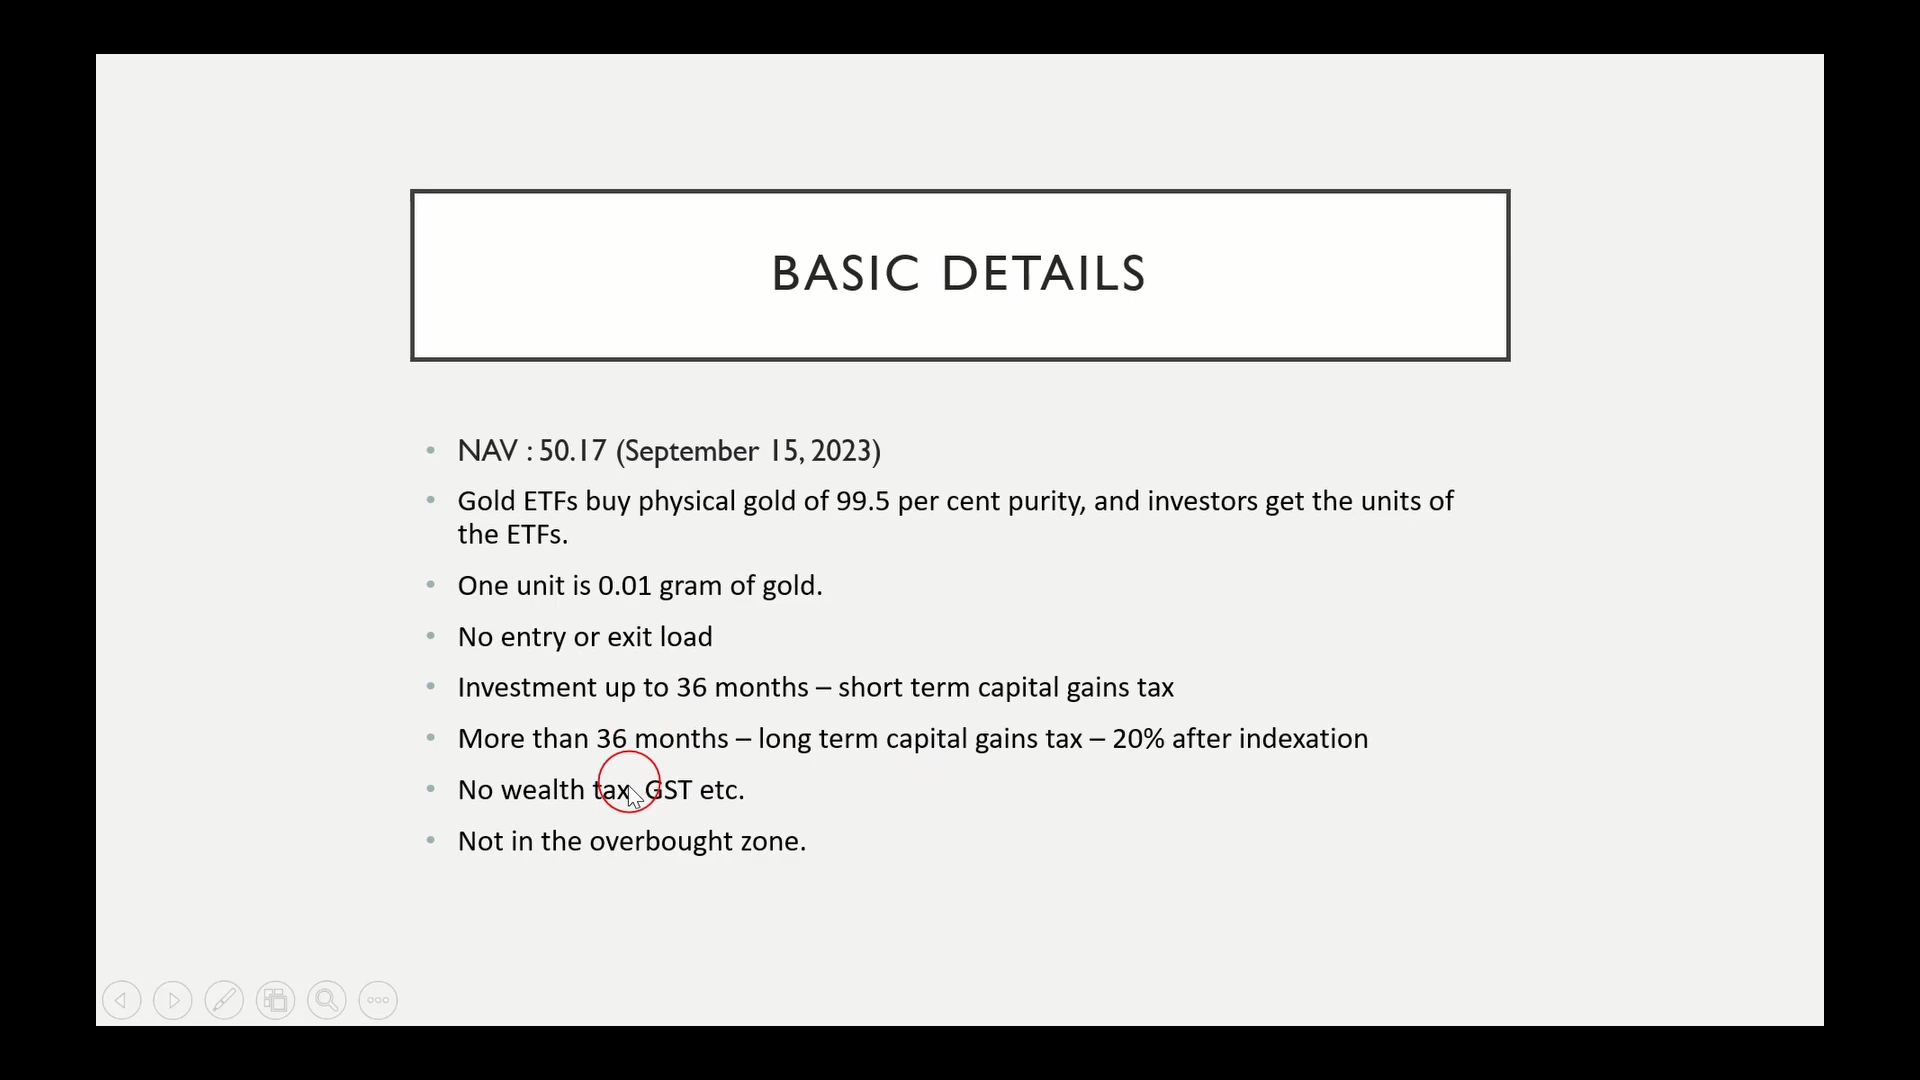 BASIC DETAILS
• NAV : 50.17 (September 15, 2023)
• Gold ETFs buy physical gold of 99.5 per cent purity, and investors get the units of
the ETFs.
• One unit is 0.01 gram of gold.
• No entry or exit load
• Investment up to 36 months – short term capital gains tax
• More than 36 months – long term capital gains tax – 20% after indexation
• No wealth tax, GST etc.
• Not in the overbought zone.